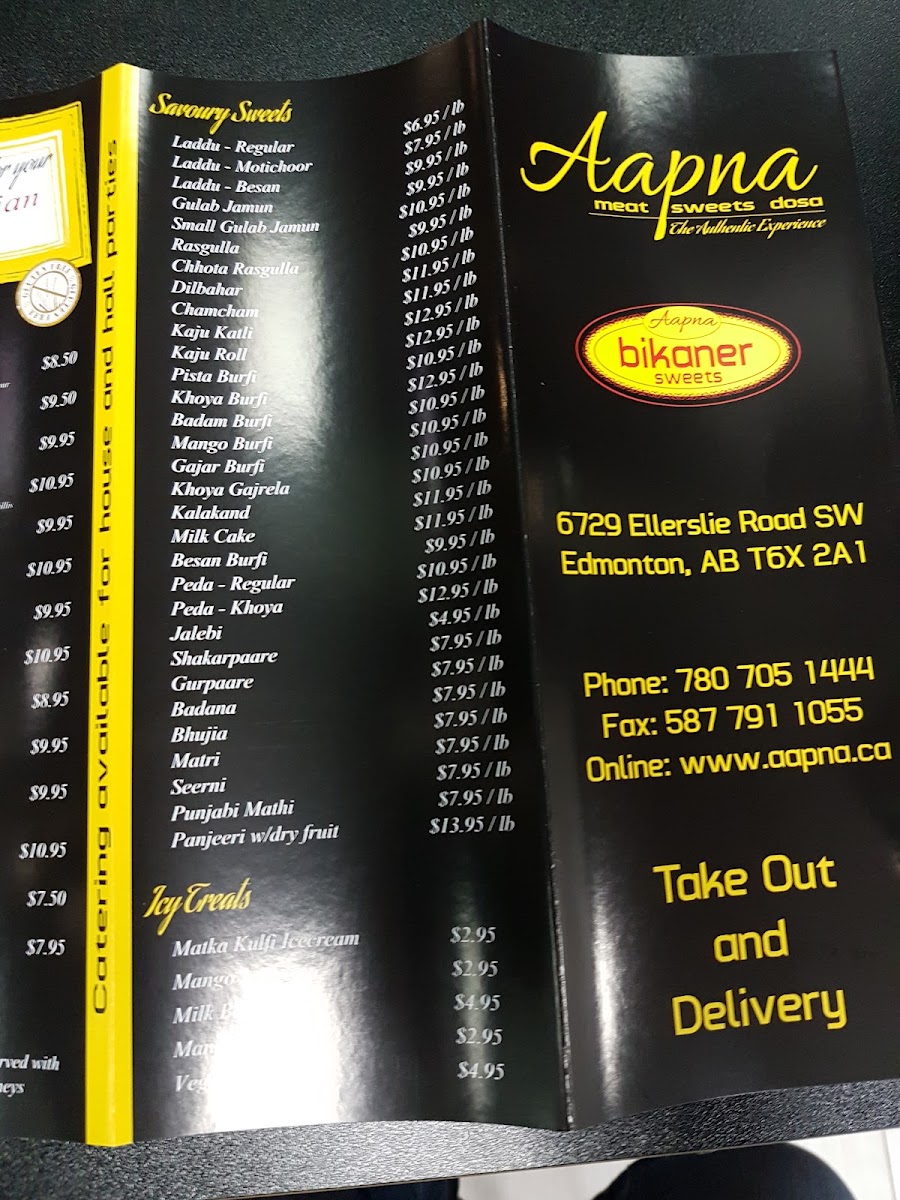 or your
ian
GLUTEN FREE
$8.50
$9.50
$9.95
$10.95
$9.95
$10.95
$9.95
$10.95
$8.95
$9.95
$9.95
$10.95
$7.50
$7.95
rved with
neys
Catering available for house and hall parties
Savoury Sweets
Laddu - Regular $6.95 / lb
Laddu - Motichoor $7.95 / lb
Laddu - Besan $9.95 / lb
Gulab Jamun $9.95 / lb
Small Gulab Jamun $10.95 / lb
Rasgulla $9.95 / lb
Chhota Rasgulla $10.95 / lb
Dilbahar $11.95 / lb
Chamcham $11.95 / lb
Kaju Katli $12.95 / lb
Kaju Roll $12.95 / lb
Pista Burfi $10.95 / lb
Khoya Burfi $12.95 / lb
Badam Burfi $10.95 / lb
Mango Burfi $10.95 / lb
Gajar Burfi $10.95 / lb
Khoya Gajrela $10.95 / lb
Kalakand $11.95 / lb
Milk Cake $11.95 / lb
Besan Burfi $9.95 / lb
Peda - Regular $10.95 / lb
Peda - Khoya $12.95 / lb
Jalebi $4.95 / lb
Shakarpaare $7.95 / lb
Gurpaare $7.95 / lb
Badana $7.95 / lb
Bhujia $7.95 / lb
Matri $7.95 / lb
Seerni $7.95 / lb
Punjabi Mathi $7.95 / lb
Panjeeri w/dry fruit $13.95 / lb
Icy Treats
Matka Kulfi Icecream $2.95
Mango $2.95
Milk $4.95
$2.95
$4.95
Aapna
meat sweets dosa
The Authentic Experience
Aapna
bikaner
sweets
6729 Ellerslie Road SW
Edmonton, AB T6X 2A1
Phone: 780 705 1444
Fax: 587 791 1055
Online: www.aapna.ca
Take Out
and
Delivery